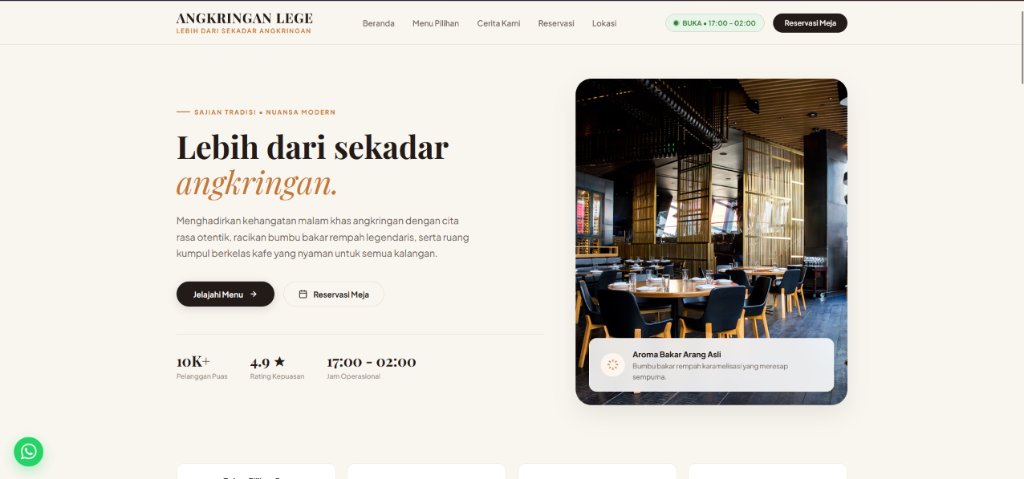 ANGKRINGAN LEGE
LEBIH DARI SEKADAR ANGKRINGAN
Beranda
Menu Pilihan
Cerita Kami
Reservasi
Lokasi
BUKA • 17:00 – 02:00
Reservasi Meja
SAJIAN TRADISI • NUANSA MODERN
Lebih dari sekadar
angkringan.
Menghadirkan kehangatan malam khas angkringan dengan cita
rasa otentik, racikan bumbu bakar rempah legendaris, serta ruang
kumpul berkelas kafe yang nyaman untuk semua kalangan.
Jelajahi Menu →
Reservasi Meja
10K+
Pelanggan Puas
4.9 ★
Rating Kepuasan
17:00 - 02:00
Jam Operasional
Aroma Bakar Arang Asli
Bumbu bakar rempah karamelisasi yang meresap
sempurna.